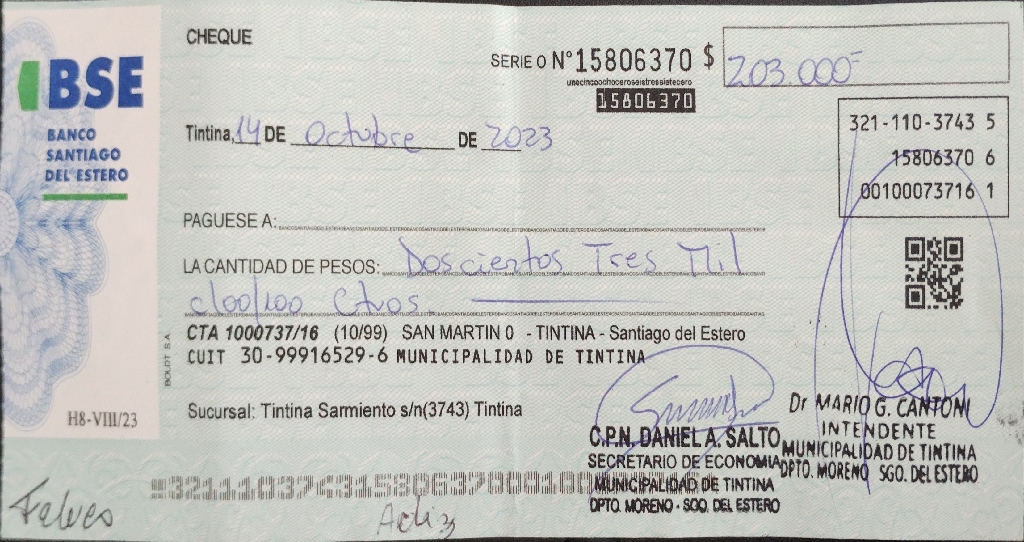 CHEQUE
SERIE O N°15806370 $ 203.000-
unocincoochoceroseistressietecero
15806370
BSE
BANCO
SANTIAGO
DEL ESTERO
Tintina, 14 DE Octubre DE 2023
321-110-3743 5
15806370 6
00100073716 1
PAGUESE A:
LA CANTIDAD DE PESOS: Doscientos Tres Mil
c/00/100 Ctvos.
CTA 1000737/16 (10/99) SAN MARTIN 0 - TINTINA - Santiago del Estero
CUIT 30-99916529-6 MUNICIPALIDAD DE TINTINA
BOLDT S.A.
H8-VIII/23
Sucursal: Tintina Sarmiento s/n(3743) Tintina
C.P.N. DANIEL A. SALTO
SECRETARIO DE ECONOMIA
MUNICIPALIDAD DE TINTINA
DPTO. MORENO - SGO. DEL ESTERO
Dr MARIO G. CANTONI
INTENDENTE
MUNICIPALIDAD DE TINTINA
DPTO. MORENO SGO. DEL ESTERO